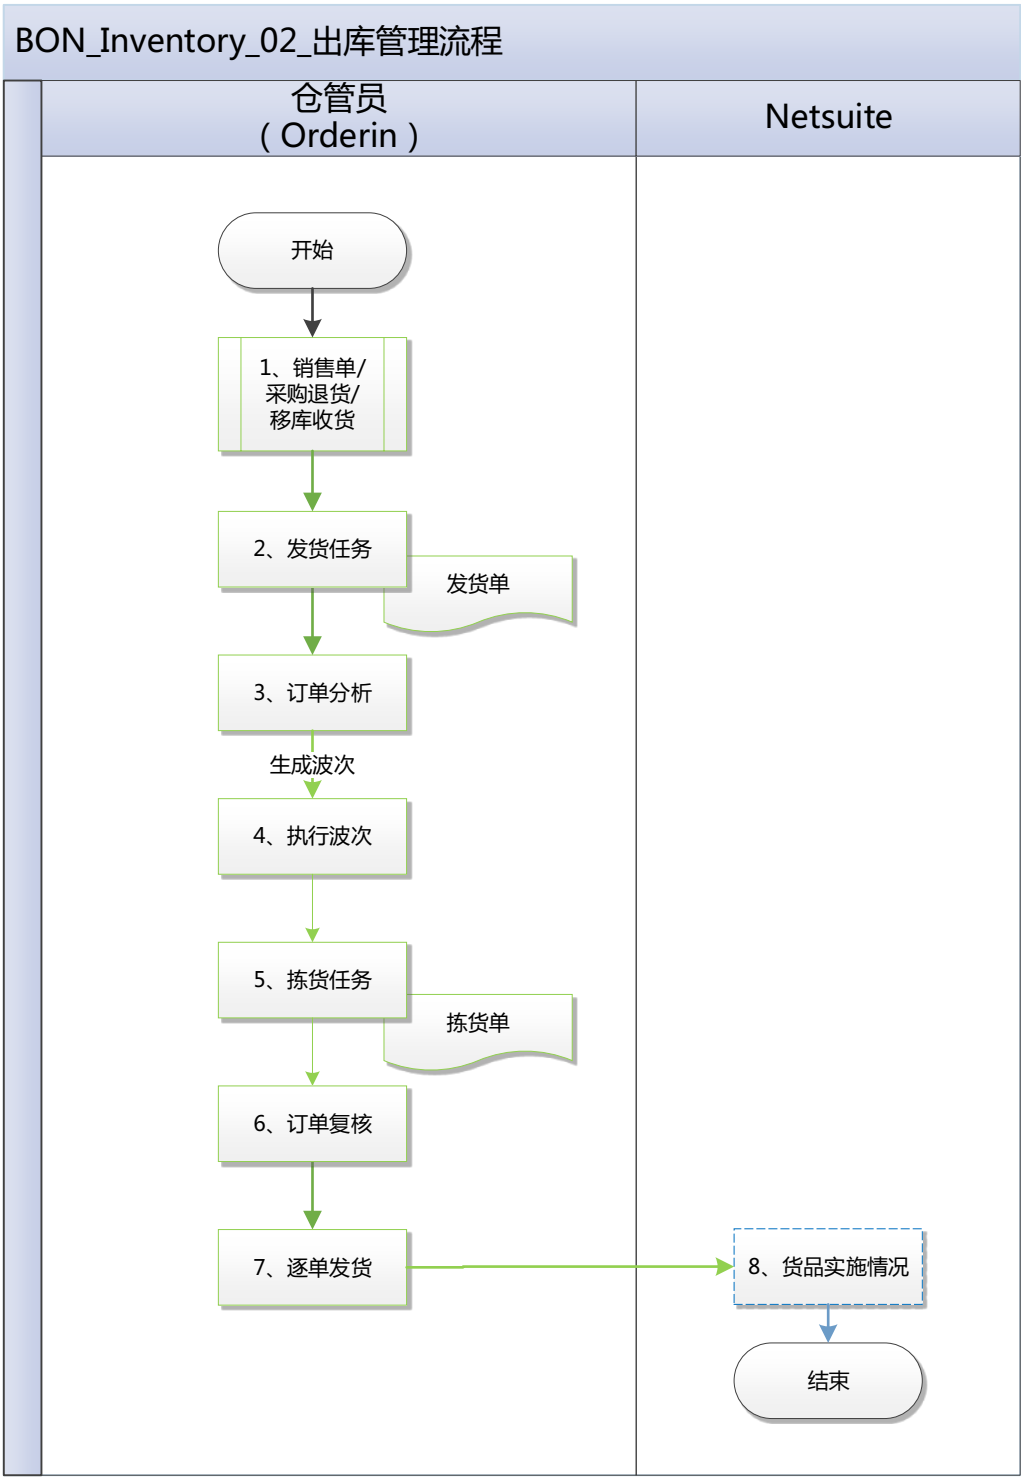 BON_Inventory_02_出库管理流程
仓管员
（Orderin）
Netsuite
开始
1、销售单/
采购退货/
移库收货
2、发货任务
发货单
3、订单分析
生成波次
4、执行波次
5、拣货任务
拣货单
6、订单复核
7、逐单发货
8、货品实施情况
结束